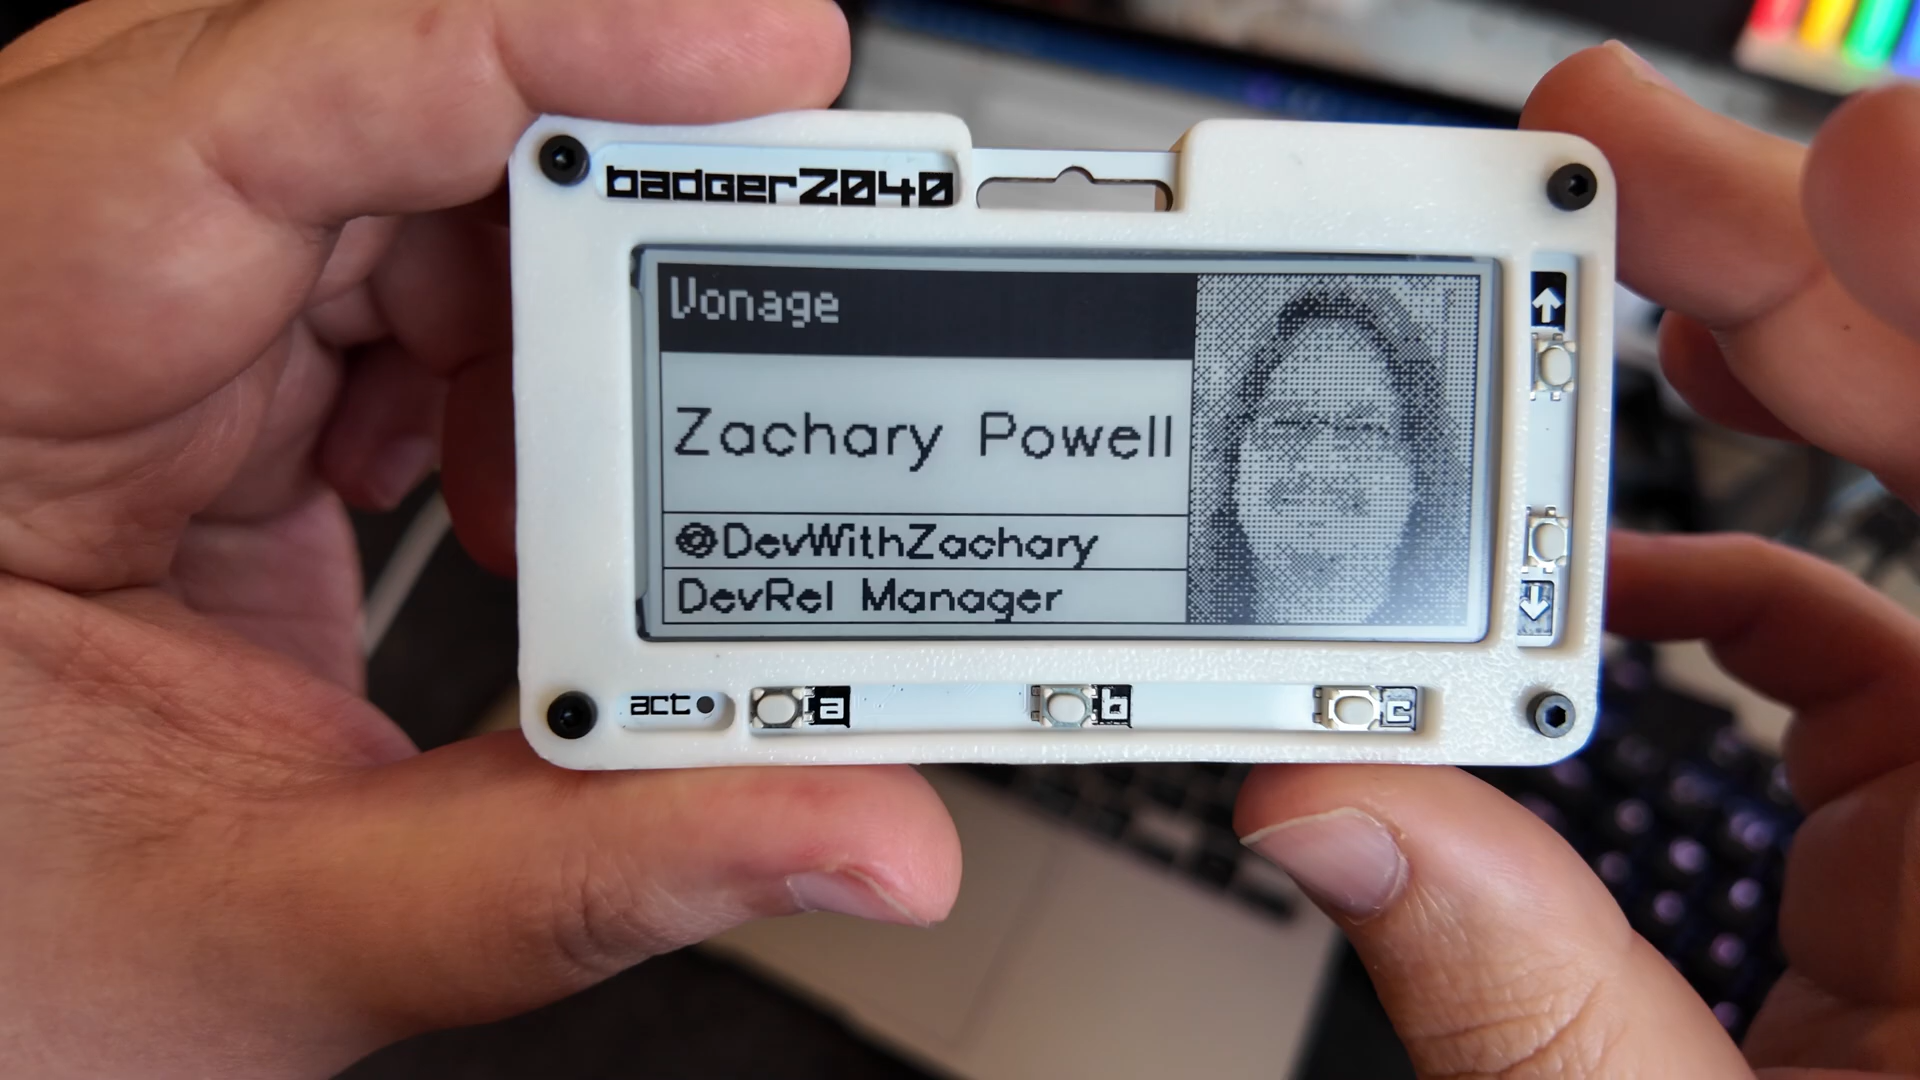 badger2040
Vonage
Zachary Powell
@DevWithZachary
DevRel Manager
act
a
b
c